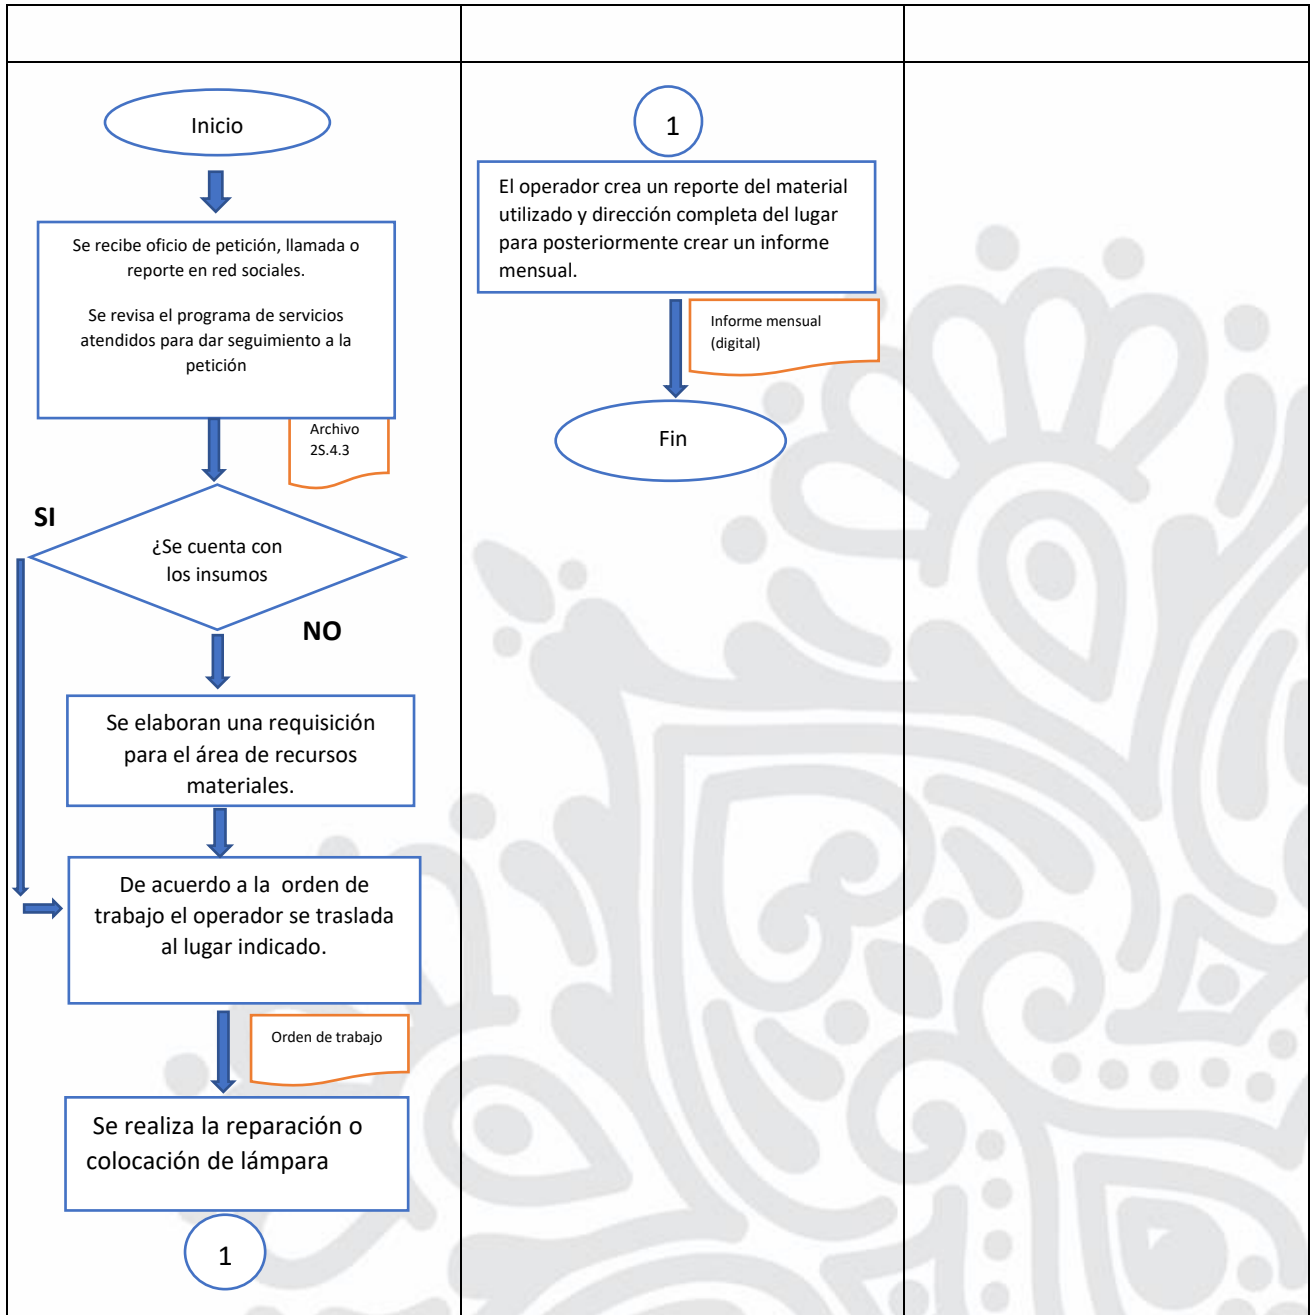 Inicio
Se recibe oficio de petición, llamada o
reporte en red sociales.
Se revisa el programa de servicios
atendidos para dar seguimiento a la
petición
Archivo
2S.4.3
SI
¿Se cuenta con
los insumos
NO
Se elaboran una requisición
para el área de recursos
materiales.
De acuerdo a la orden de
trabajo el operador se traslada
al lugar indicado.
Orden de trabajo
Se realiza la reparación o
colocación de lámpara
1
1
El operador crea un reporte del material
utilizado y dirección completa del lugar
para posteriormente crear un informe
mensual.
Informe mensual
(digital)
Fin